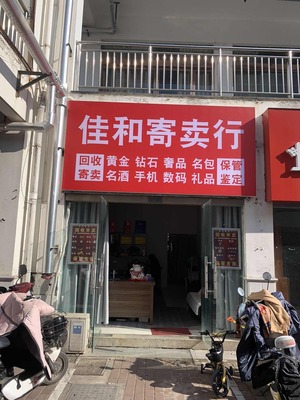 佳和寄卖行
回收 黄金 钻石 奢品 名包 保管
寄卖 名酒 手机 数码 礼品 鉴定